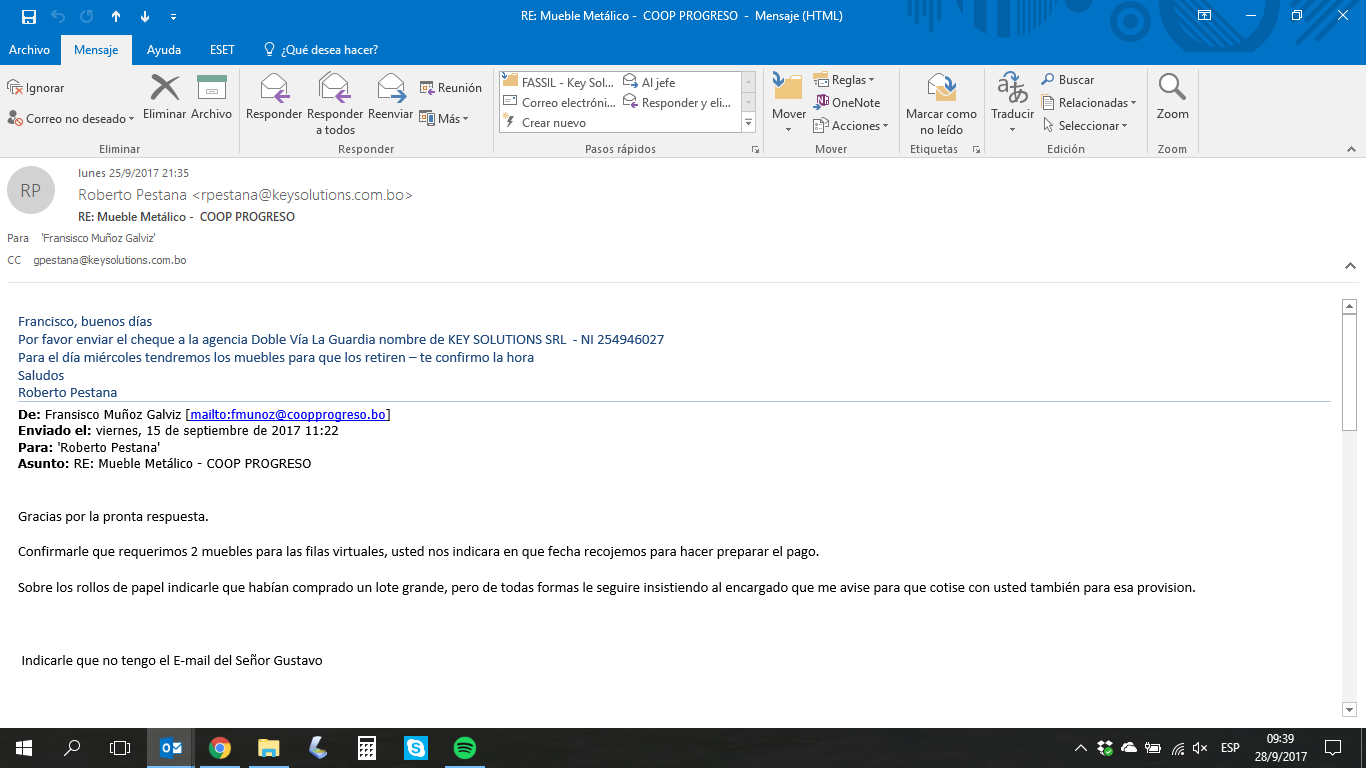 RE: Mueble Metálico -  COOP PROGRESO  -  Mensaje (HTML)
Archivo Mensaje Ayuda ESET ¿Qué desea hacer?
Ignorar
Correo no deseado
Eliminar
Archivo
Eliminar
Responder
Responder a todos
Reenviar
Reunión
Más
Responder
FASSIL - Key Sol...
Al jefe
Correo electróni...
Responder y eli...
Crear nuevo
Pasos rápidos
Mover
Reglas
OneNote
Acciones
Mover
Marcar como no leído
Etiquetas
Traducir
Buscar
Relacionadas
Seleccionar
Edición
Zoom
Zoom
RP
lunes 25/9/2017 21:35
Roberto Pestana <rpestana@keysolutions.com.bo>
RE: Mueble Metálico -  COOP PROGRESO
Para 'Fransisco Muñoz Galviz'
CC gpestana@keysolutions.com.bo
Francisco, buenos días
Por favor enviar el cheque a la agencia Doble Vía La Guardia nombre de KEY SOLUTIONS SRL  - NI 254946027
Para el día miércoles tendremos los muebles para que los retiren – te confirmo la hora
Saludos
Roberto Pestana
De: Fransisco Muñoz Galviz [mailto:fmunoz@coopprogreso.bo]
Enviado el: viernes, 15 de septiembre de 2017 11:22
Para: 'Roberto Pestana'
Asunto: RE: Mueble Metálico - COOP PROGRESO
Gracias por la pronta respuesta.
Confirmarle que requerimos 2 muebles para las filas virtuales, usted nos indicara en que fecha recojemos para hacer preparar el pago.
Sobre los rollos de papel indicarle que habían comprado un lote grande, pero de todas formas le seguire insistiendo al encargado que me avise para que cotise con usted también para esa provision.
Indicarle que no tengo el E-mail del Señor Gustavo
ESP
09:39
28/9/2017